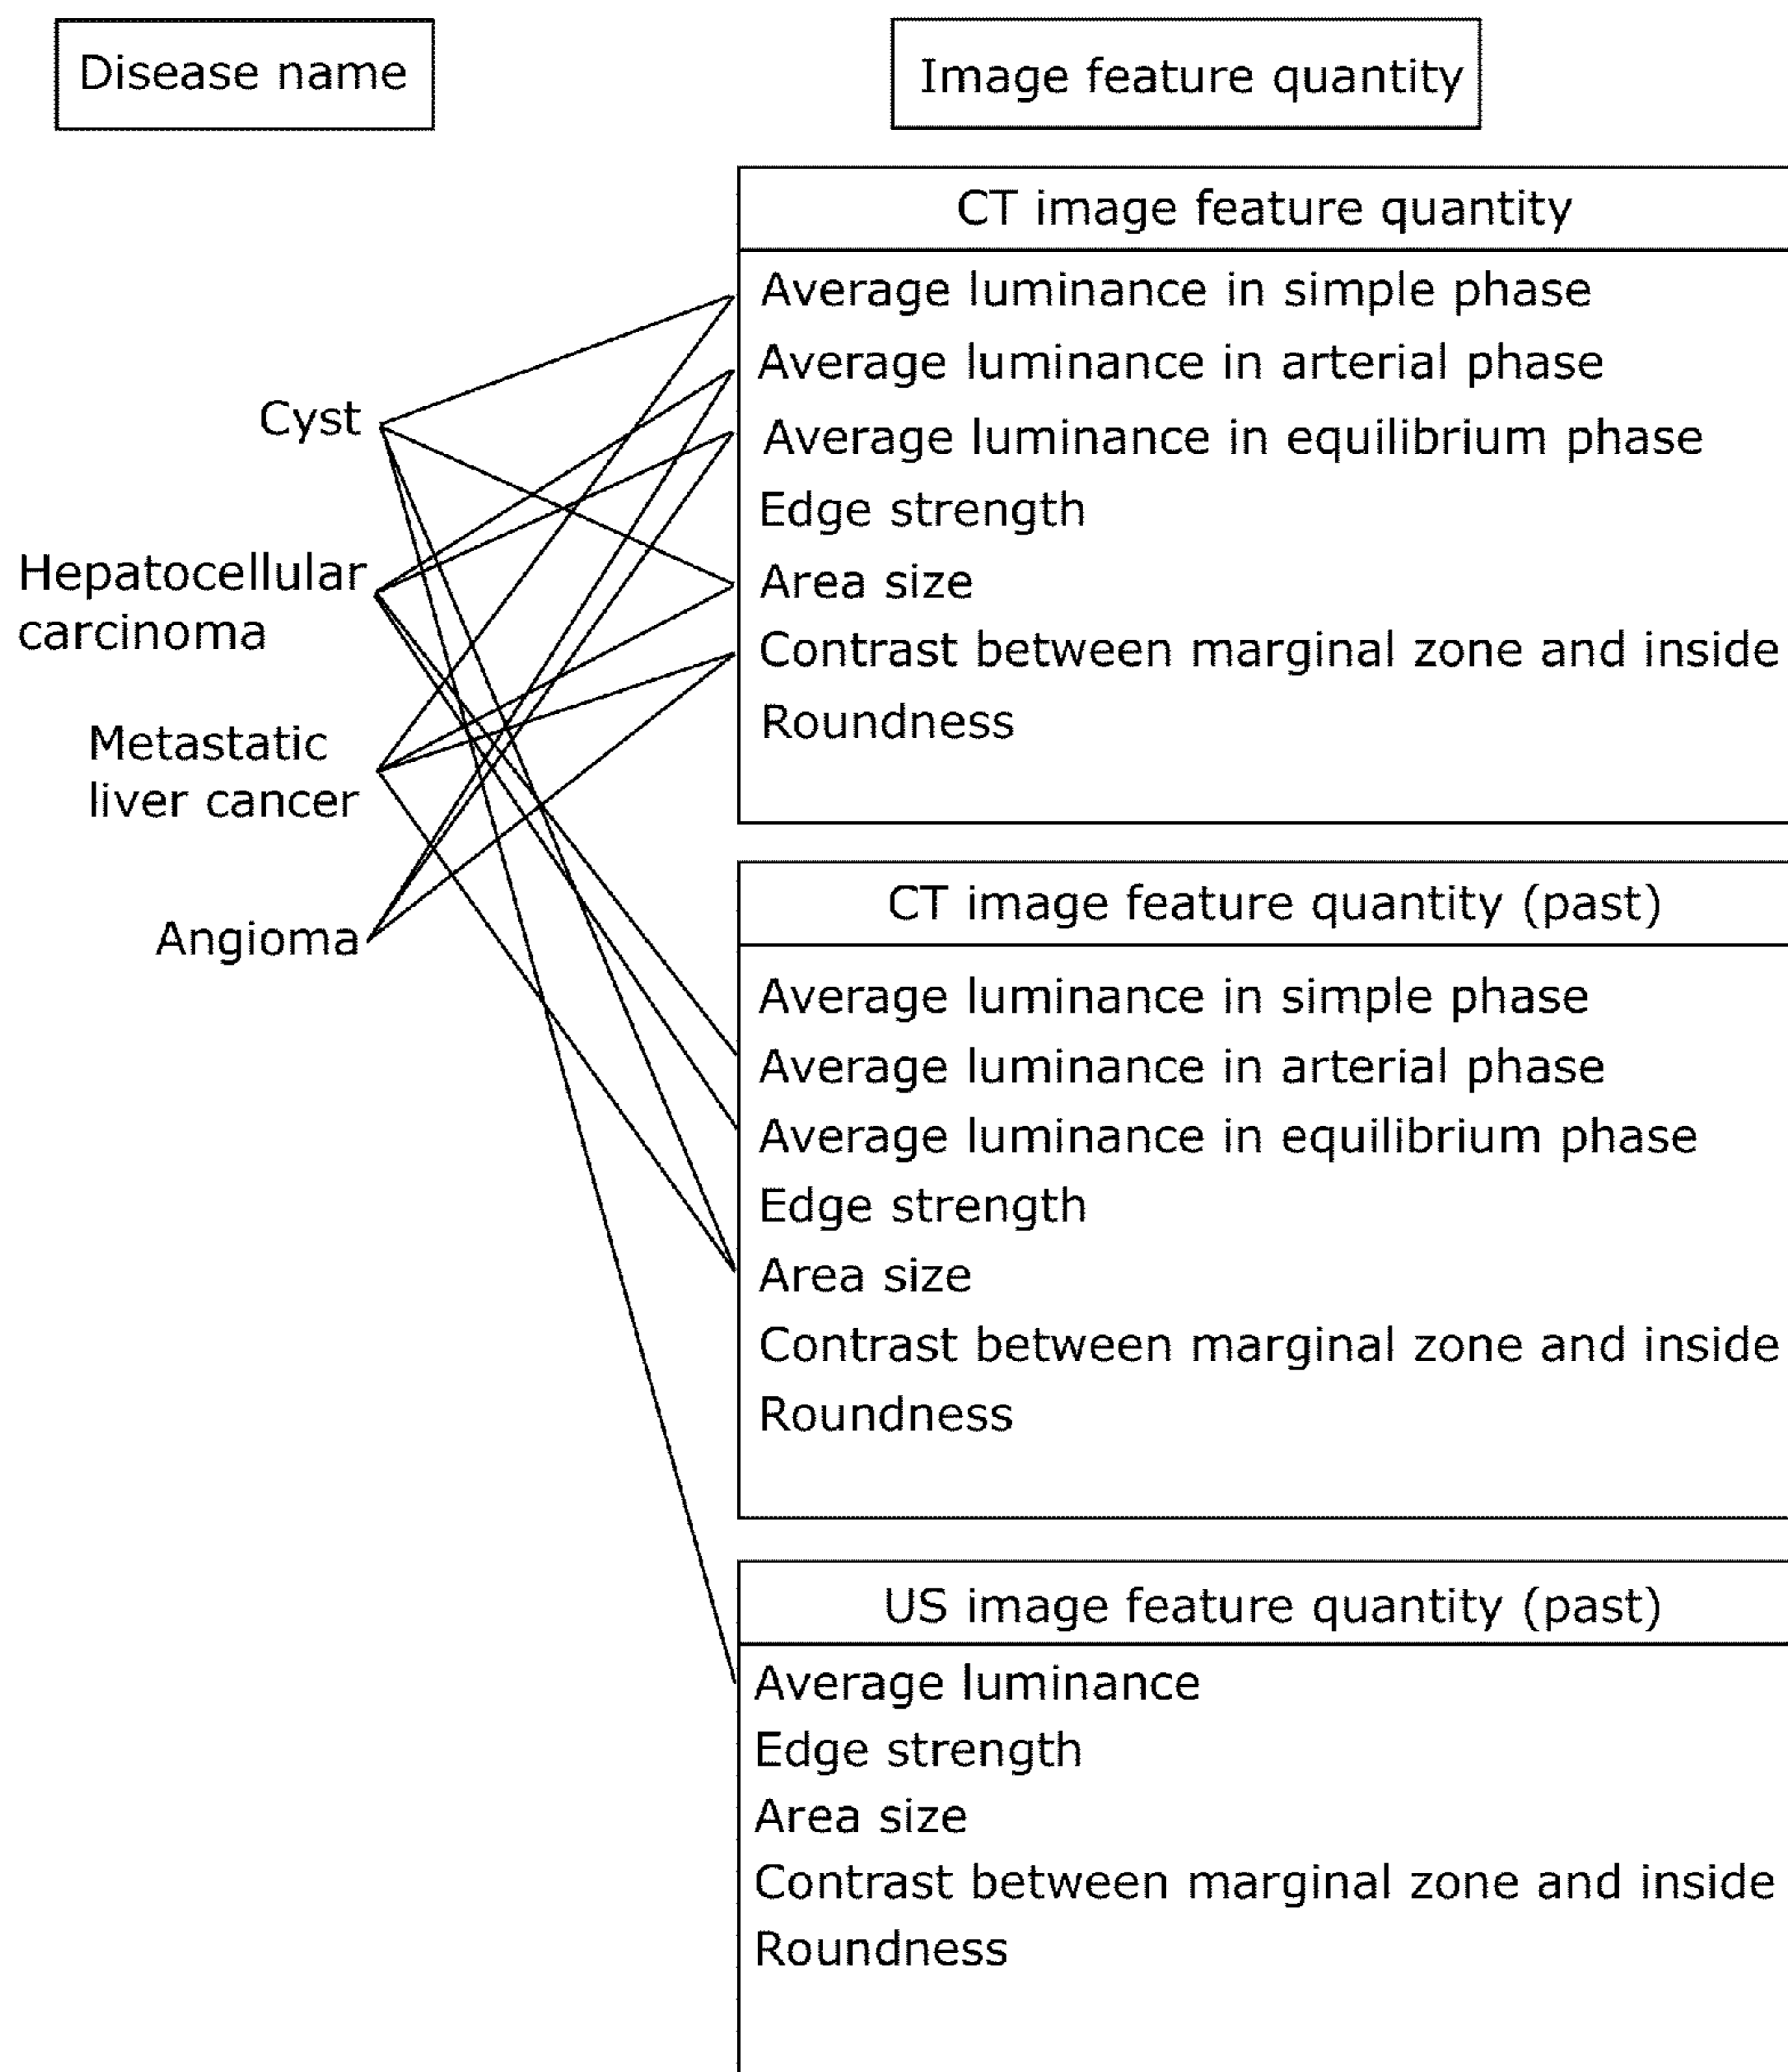 Disease name
Image feature quantity
Cyst
Hepatocellular
carcinoma
Metastatic
liver cancer
Angioma
CT image feature quantity
Average luminance in simple phase
Average luminance in arterial phase
Average luminance in equilibrium phase
Edge strength
Area size
Contrast between marginal zone and inside
Roundness
CT image feature quantity (past)
Average luminance in simple phase
Average luminance in arterial phase
Average luminance in equilibrium phase
Edge strength
Area size
Contrast between marginal zone and inside
Roundness
US image feature quantity (past)
Average luminance
Edge strength
Area size
Contrast between marginal zone and inside
Roundness